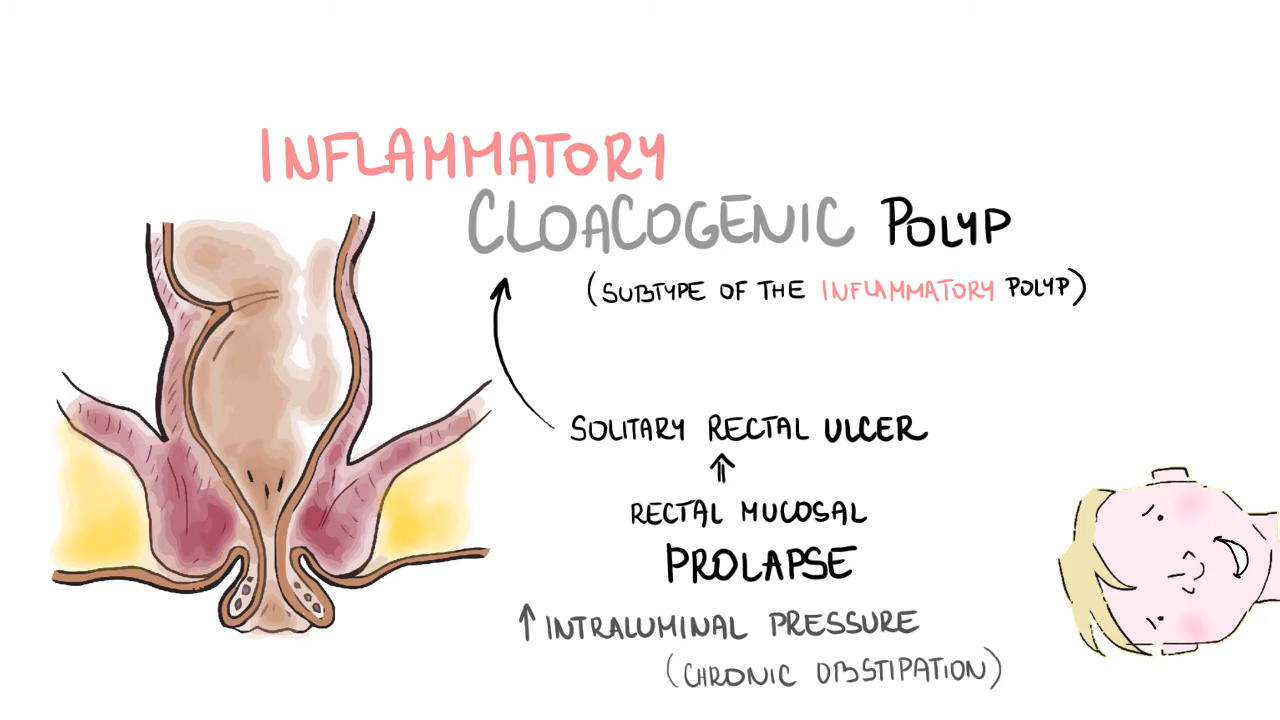 INFLAMMATORY
CLOACOGENIC POLYP
(SUBTYPE OF THE INFLAMMATORY POLYP)
SOLITARY RECTAL ULCER
⇑
RECTAL MUCOSAL
PROLAPSE
↑ INTRALUMINAL PRESSURE
(CHRONIC OBSTIPATION)